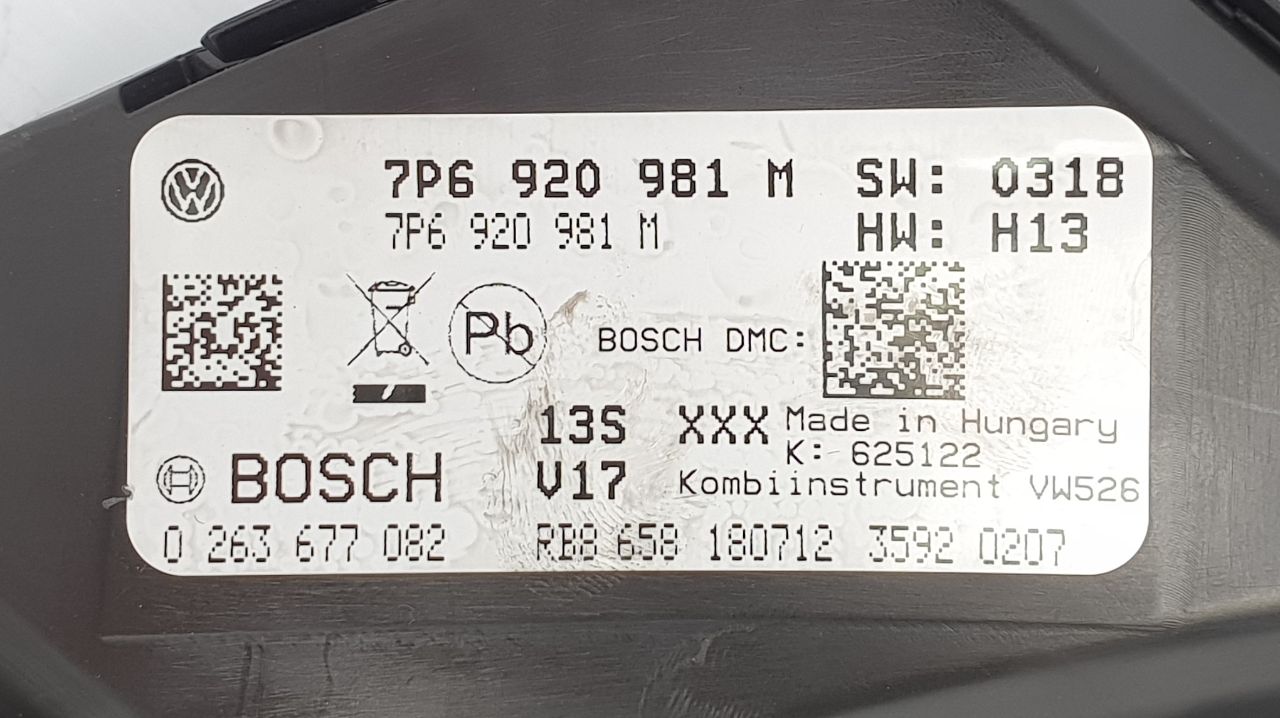 7P6 920 981 M SW: 0318
7P6 920 981 M HW: H13
Pb BOSCH DMC:
13S XXX Made in Hungary
K: 625122
BOSCH V17 Kombiinstrument VW526
0 263 677 082 RB8 658 180712 3592 0207